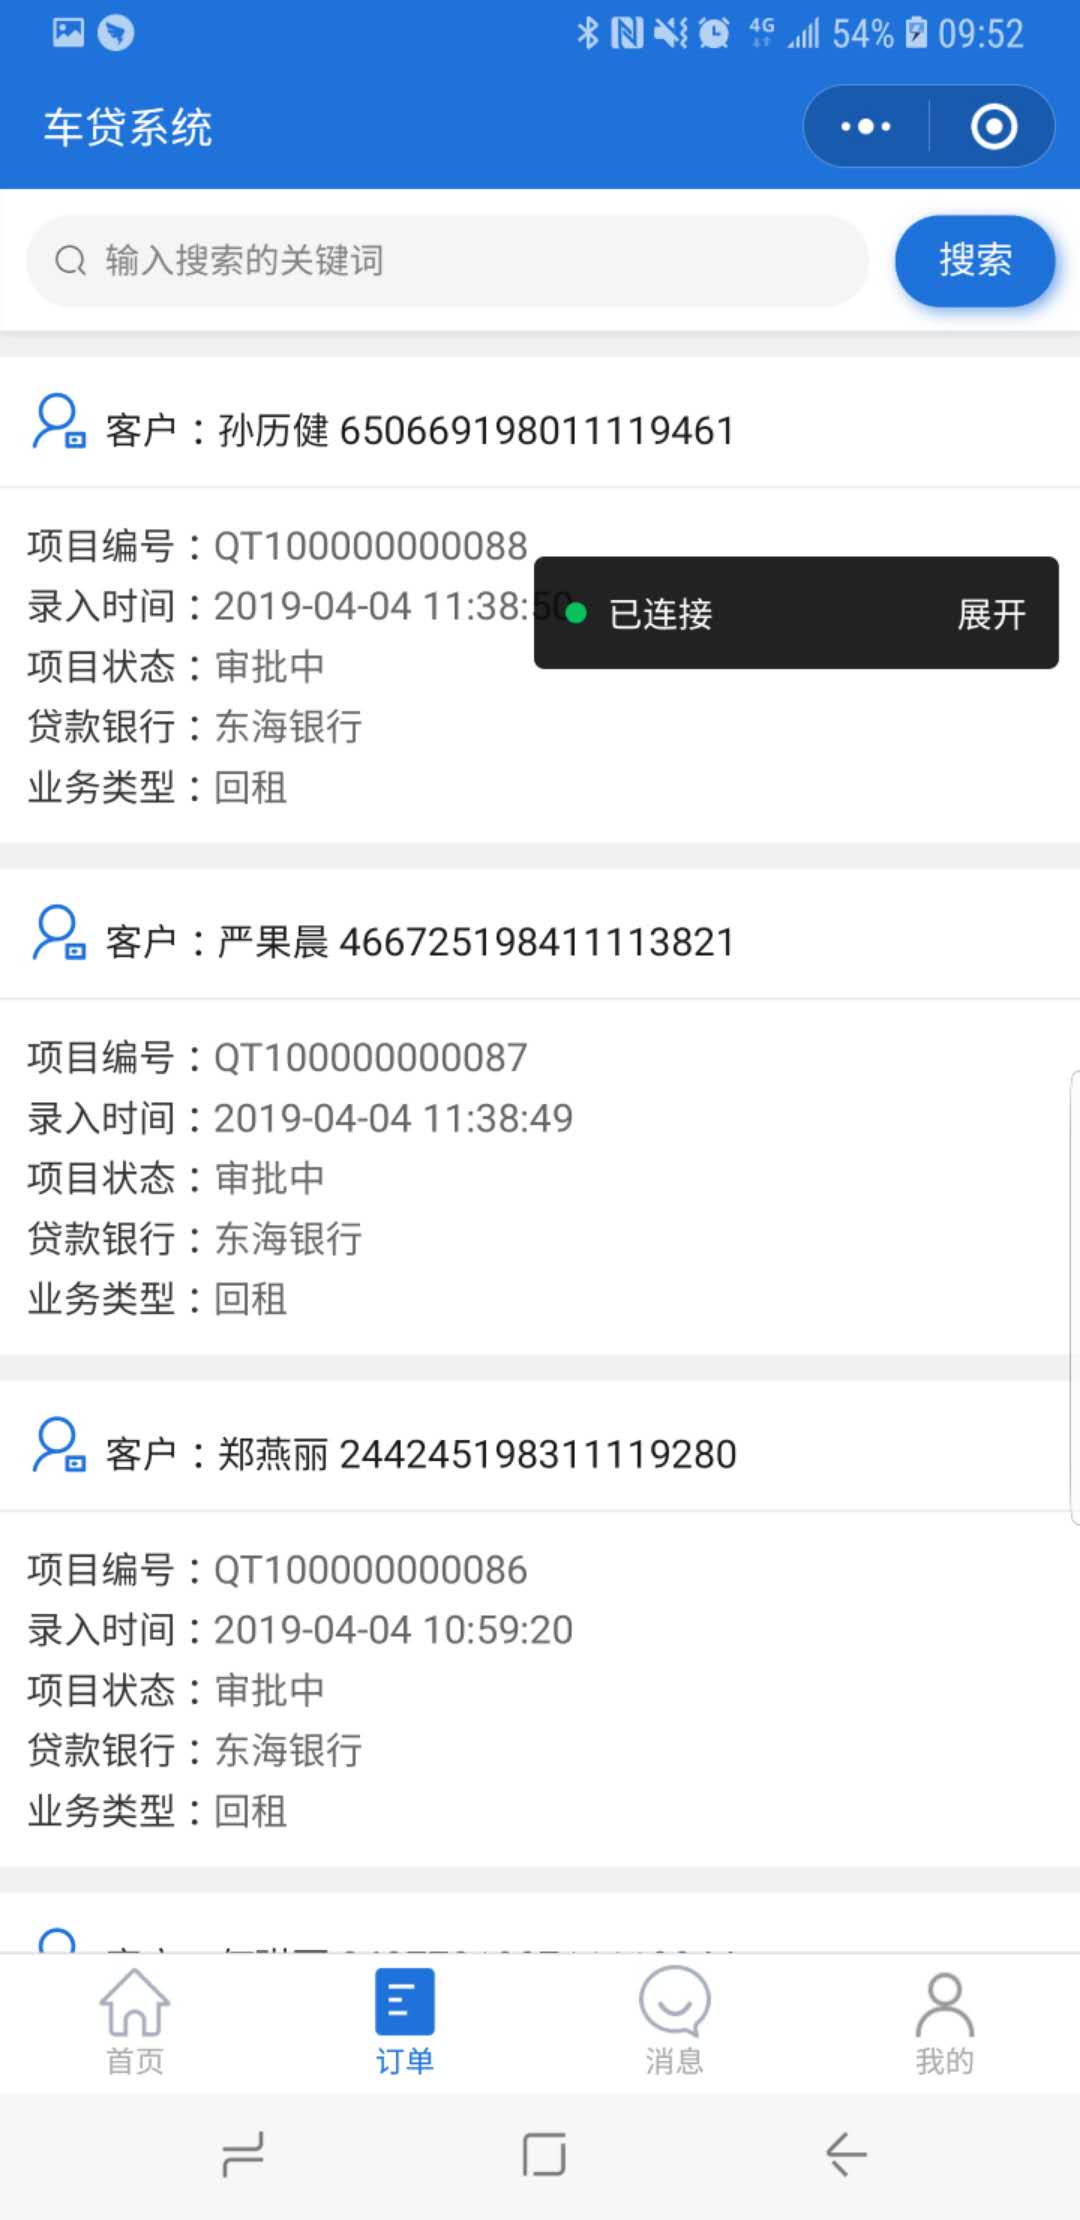 4G 54% 09:52
车贷系统
输入搜索的关键词 搜索
客户：孙历健 650669198011119461
项目编号：QT100000000088
录入时间：2019-04-04 11:38:50
已连接 展开
项目状态：审批中
贷款银行：东海银行
业务类型：回租
客户：严果晨 466725198411113821
项目编号：QT100000000087
录入时间：2019-04-04 11:38:49
项目状态：审批中
贷款银行：东海银行
业务类型：回租
客户：郑燕丽 244245198311119280
项目编号：QT100000000086
录入时间：2019-04-04 10:59:20
项目状态：审批中
贷款银行：东海银行
业务类型：回租
首页 订单 消息 我的